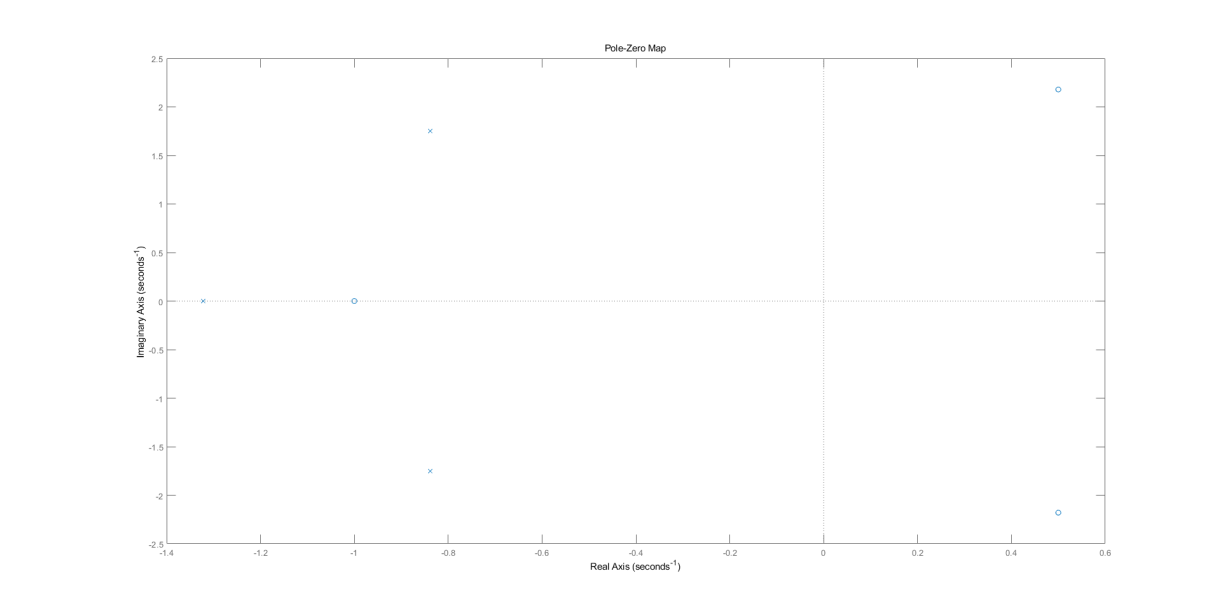 Pole-Zero Map
2.5
2
1.5
1
0.5
0
-0.5
-1
-1.5
-2
-2.5
Imaginary Axis (seconds⁻¹)
-1.4 -1.2 -1 -0.8 -0.6 -0.4 -0.2 0 0.2 0.4 0.6
Real Axis (seconds⁻¹)